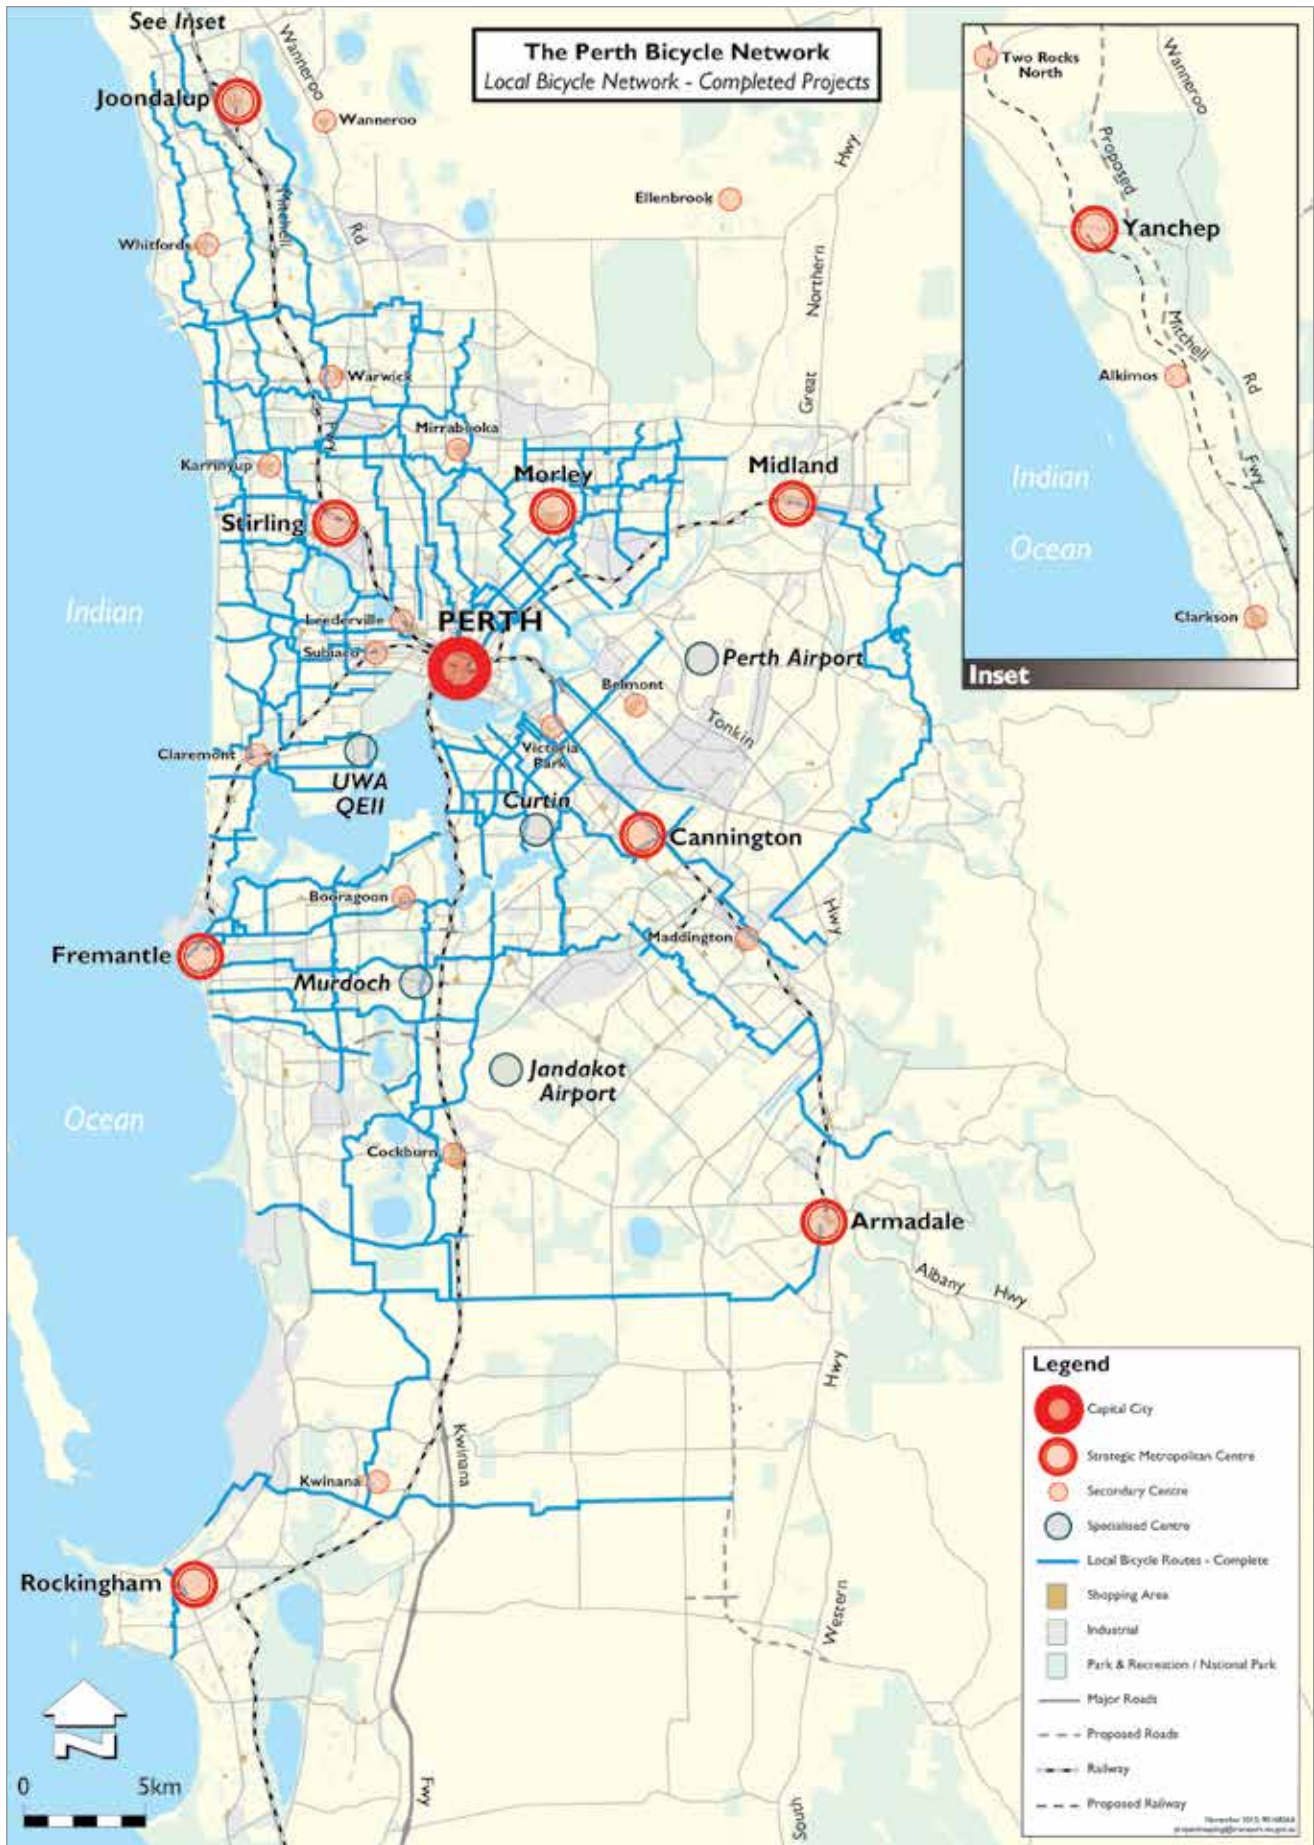 See Inset
The Perth Bicycle Network
Local Bicycle Network - Completed Projects
Wanneroo
Joondalup
Wanneroo
Hwy
Ellenbrook
Mitchell
Rd
Whitfords
Northern
Warwick
Great
Fwy
Mirrabooka
Karrinyup
Morley
Midland
Stirling
Indian
Leederville
PERTH
Subiaco
Perth Airport
Belmont
Tonkin
Claremont
Victoria
Park
UWA
QEII
Curtin
Cannington
Booragoon
Hwy
Maddington
Fremantle
Murdoch
Jandakot
Airport
Ocean
Cockburn
Armadale
Albany
Hwy
Hwy
Kwinana
Kwinana
Rockingham
Western
Fwy
South
0
5km
N
Two Rocks
North
Wanneroo
Proposed
Yanchep
Mitchell
Alkimos
Rd
Fwy
Indian
Ocean
Clarkson
Inset
Legend
Capital City
Strategic Metropolitan Centre
Secondary Centre
Specialised Centre
Local Bicycle Routes - Complete
Shopping Area
Industrial
Park & Recreation / National Park
Major Roads
Proposed Roads
Railway
Proposed Railway